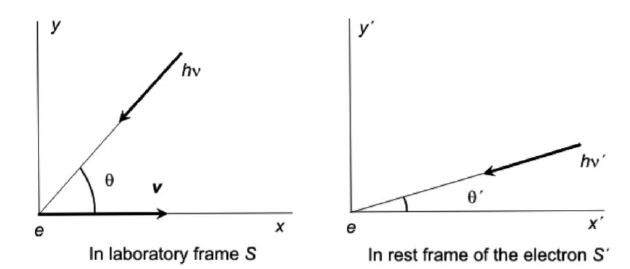 y
hν
θ
v
e
x
In laboratory frame S
y′
hν′
θ′
e
x′
In rest frame of the electron S′